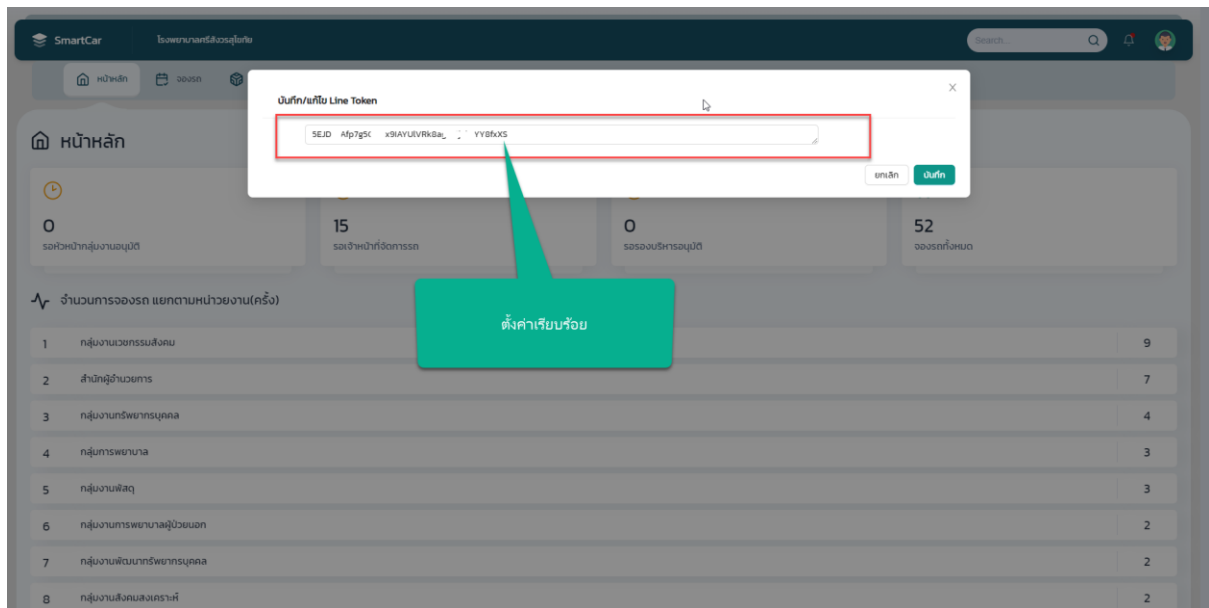 SmartCar
โรงพยาบาลศรีสังวรสุโขทัย
Search...
หน้าหลัก
จองรถ
บันทึก/แก้ไข Line Token
หน้าหลัก
ยกเลิก
บันทึก
0
รอหัวหน้ากลุ่มงานอนุมัติ
15
รอเจ้าหน้าที่จัดการรถ
0
รอรองบริหารอนุมัติ
52
จองรถทั้งหมด
จำนวนการจองรถ แยกตามหน่าวยงาน(ครั้ง)
ตั้งค่าเรียบร้อย
1 กลุ่มงานเวชกรรมสังคม 9
2 สำนักผู้อำนวยการ 7
3 กลุ่มงานทรัพยากรบุคคล 4
4 กลุ่มการพยาบาล 3
5 กลุ่มงานพัสดุ 3
6 กลุ่มงานการพยาบาลผู้ป่วยนอก 2
7 กลุ่มงานพัฒนาทรัพยากรบุคคล 2
8 กลุ่มงานสังคมสงเคราะห์ 2